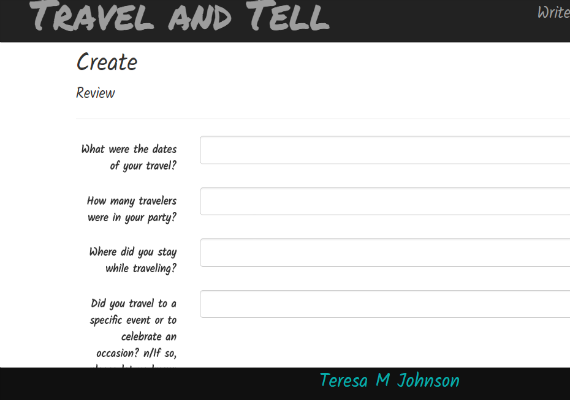 Travel and Tell
Write
Create
Review
What were the dates
of your travel?
How many travelers
were in your party?
Where did you stay
while traveling?
Did you travel to a
specific event or to
celebrate an
occasion? n/If so,
Teresa M Johnson